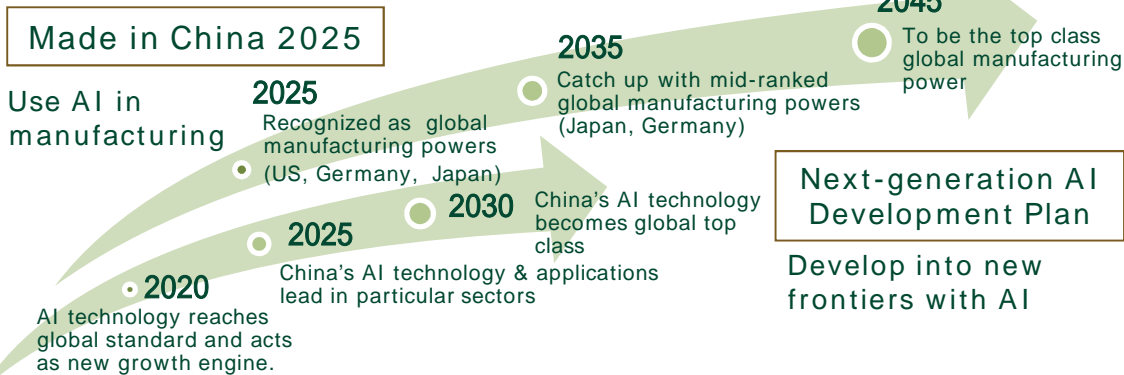 Made in China 2025
Use AI in
manufacturing
2025
Recognized as global
manufacturing powers
(US, Germany, Japan)
2035
Catch up with mid-ranked
global manufacturing powers
(Japan, Germany)
2045
To be the top class
global manufacturing
power
Next-generation AI
Development Plan
Develop into new
frontiers with AI
2020
AI technology reaches
global standard and acts
as new growth engine.
2025
China's AI technology & applications
lead in particular sectors
2030
China's AI technology
becomes global top
class